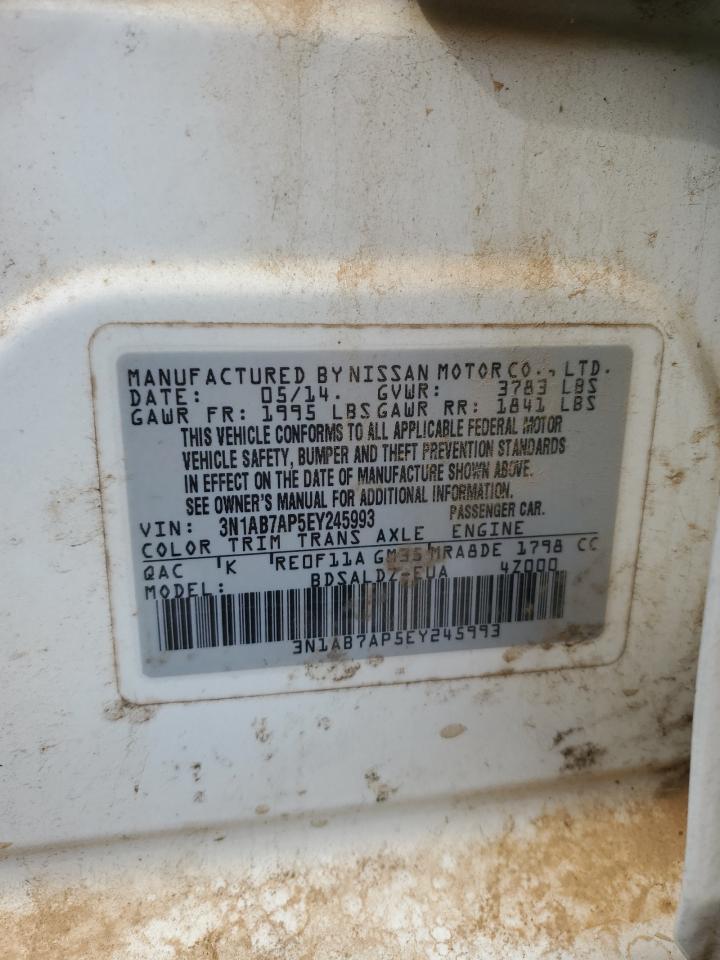 MANUFACTURED BY NISSAN MOTOR CO., LTD.
DATE: 05/14. GVWR: 3783 LBS
GAWR FR: 1995 LBS GAWR RR: 1841 LBS
THIS VEHICLE CONFORMS TO ALL APPLICABLE FEDERAL MOTOR
VEHICLE SAFETY, BUMPER AND THEFT PREVENTION STANDARDS
IN EFFECT ON THE DATE OF MANUFACTURE SHOWN ABOVE.
SEE OWNER'S MANUAL FOR ADDITIONAL INFORMATION.
VIN: 3N1AB7AP5EY245993 PASSENGER CAR.
COLOR TRIM TRANS AXLE ENGINE
QAC K RE0F11A GM35 MRA8DE 1798 CC
MODEL: BDSALDZ-EUA 4Z000
3N1AB7AP5EY245993